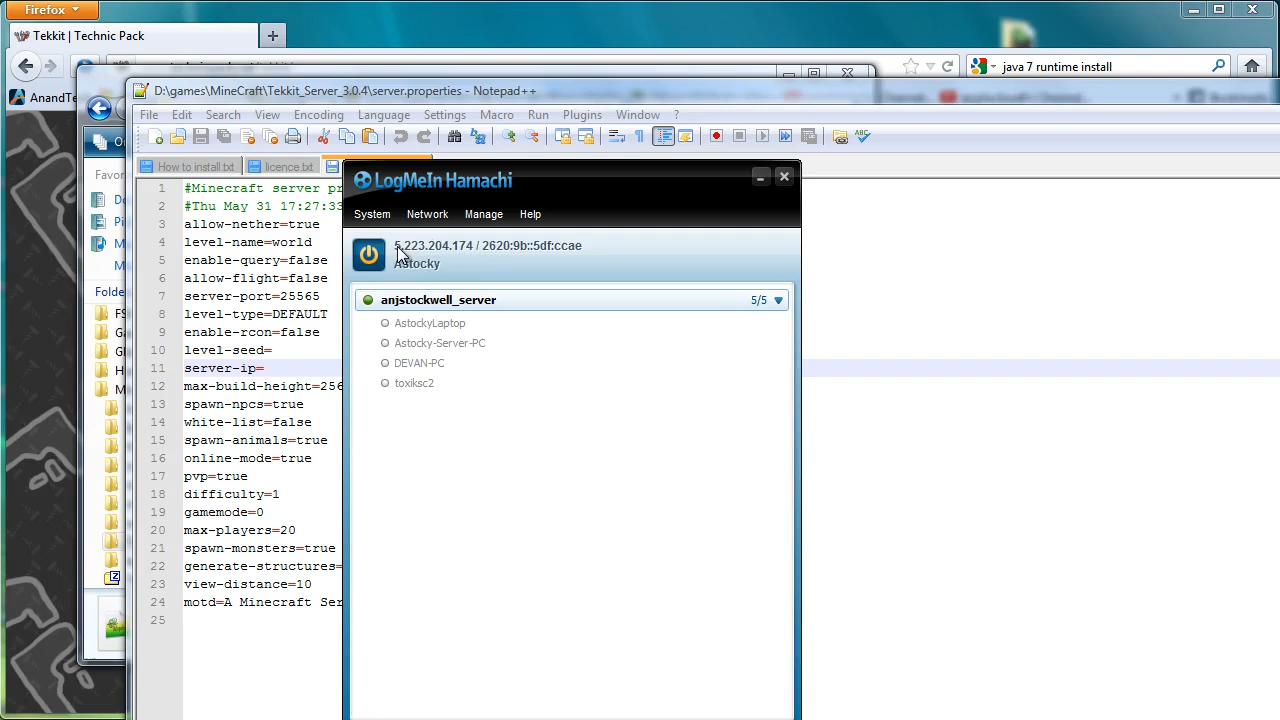 Firefox
Tekkit | Technic Pack
java 7 runtime install
AnandTe
D:\games\MineCraft\Tekkit_Server_3.0.4\server.properties - Notepad++
File Edit Search View Encoding Language Settings Macro Run Plugins Window ?
How to install.txt
licence.txt
1 #Minecraft server pr
2 #Thu May 31 17:27:33
3 allow-nether=true
4 level-name=world
5 enable-query=false
6 allow-flight=false
7 server-port=25565
8 level-type=DEFAULT
9 enable-rcon=false
10 level-seed=
11 server-ip=
12 max-build-height=256
13 spawn-npcs=true
14 white-list=false
15 spawn-animals=true
16 online-mode=true
17 pvp=true
18 difficulty=1
19 gamemode=0
20 max-players=20
21 spawn-monsters=true
22 generate-structures=
23 view-distance=10
24 motd=A Minecraft Ser
25
Favor
Do
Pi
M
M
Folde
FS
Ga
Gl
H
M
LogMeIn Hamachi
System Network Manage Help
5.223.204.174 / 2620:9b::5df:ccae
Astocky
anjstockwell_server 5/5
AstockyLaptop
Astocky-Server-PC
DEVAN-PC
toxiksc2